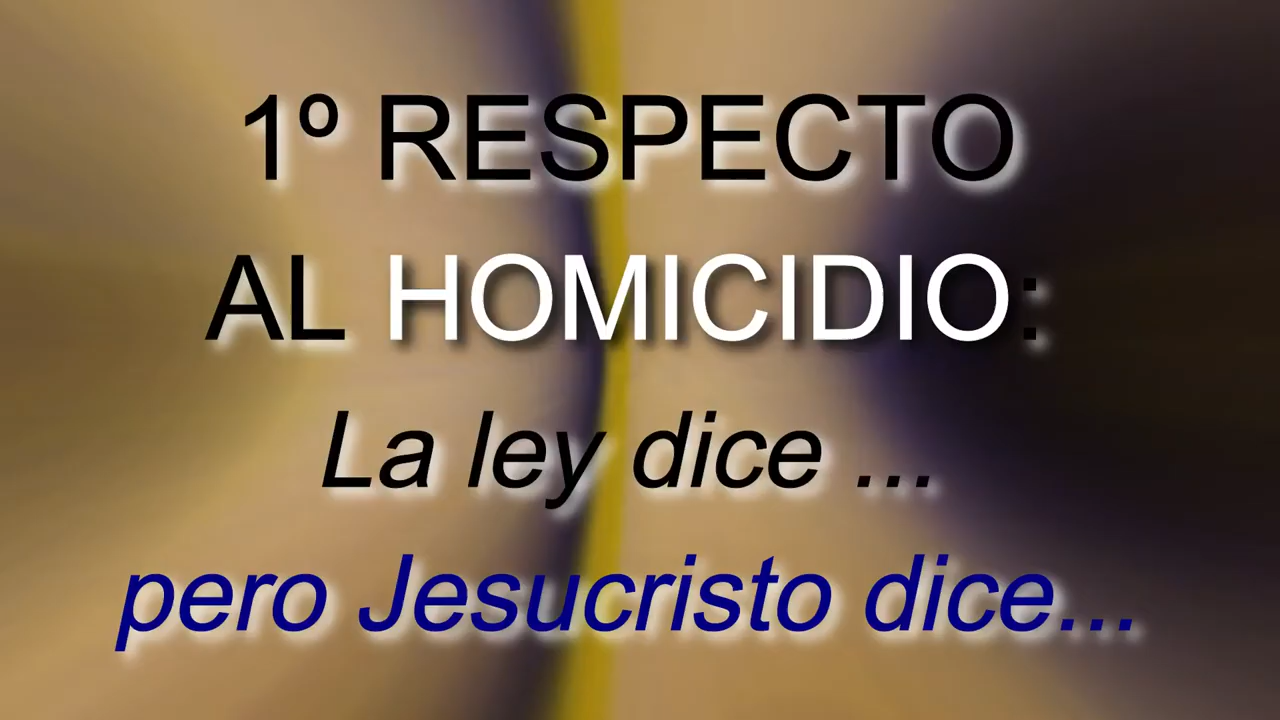 1º RESPECTO
AL HOMICIDIO:
La ley dice ...
pero Jesucristo dice...